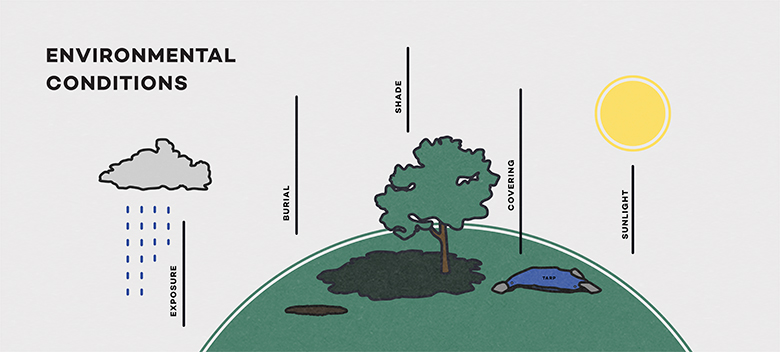 ENVIRONMENTAL
CONDITIONS
EXPOSURE
BURIAL
SHADE
COVERING
SUNLIGHT
TARP